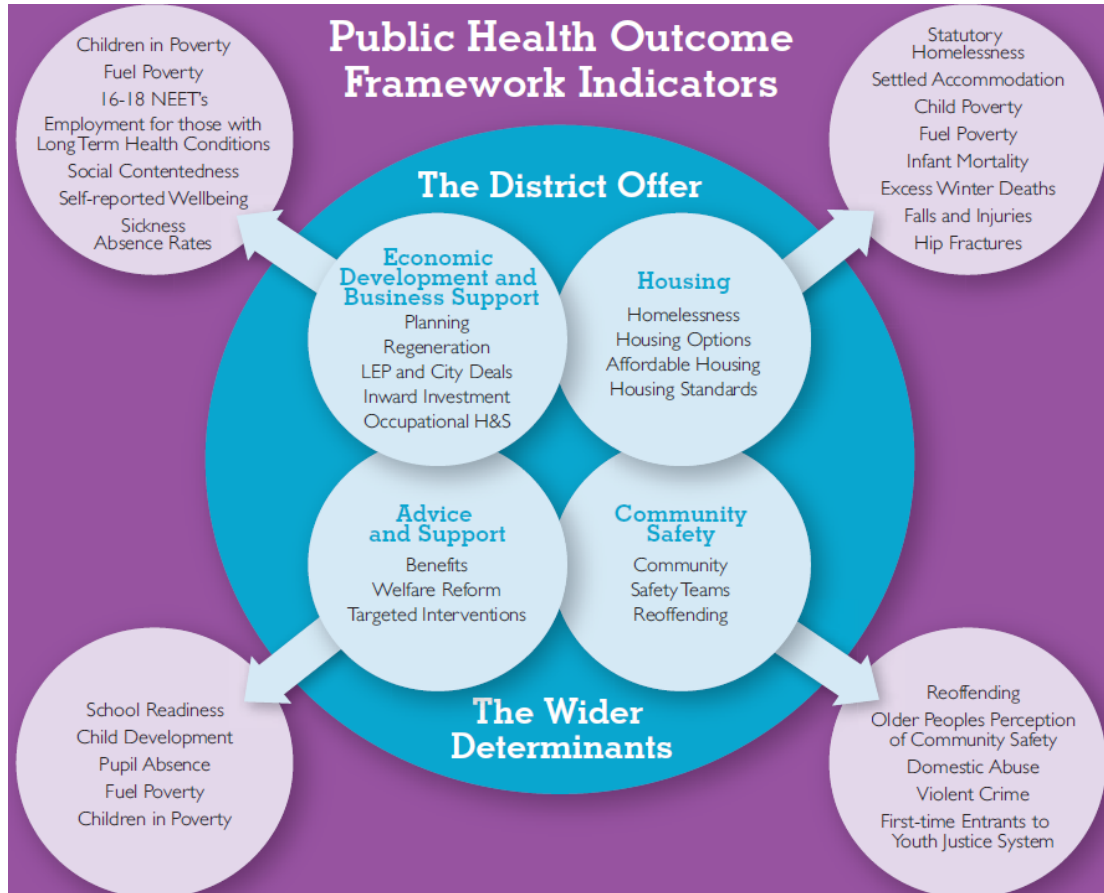 Public Health Outcome
Framework Indicators
Children in Poverty
Fuel Poverty
16-18 NEET's
Employment for those with
Long Term Health Conditions
Social Contentedness
Self-reported Wellbeing
Sickness
Absence Rates
Statutory
Homelessness
Settled Accommodation
Child Poverty
Fuel Poverty
Infant Mortality
Excess Winter Deaths
Falls and Injuries
Hip Fractures
The District Offer
Economic
Development and
Business Support
Planning
Regeneration
LEP and City Deals
Inward Investment
Occupational H&S
Housing
Homelessness
Housing Options
Affordable Housing
Housing Standards
Advice
and Support
Benefits
Welfare Reform
Targeted Interventions
Community
Safety
Community
Safety Teams
Reoffending
The Wider
Determinants
School Readiness
Child Development
Pupil Absence
Fuel Poverty
Children in Poverty
Reoffending
Older Peoples Perception
of Community Safety
Domestic Abuse
Violent Crime
First-time Entrants to
Youth Justice System